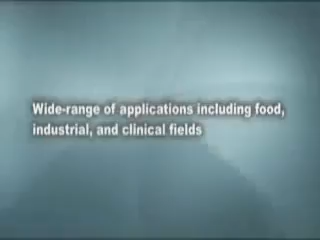 Wide-range of applications including food,
industrial, and clinical fields